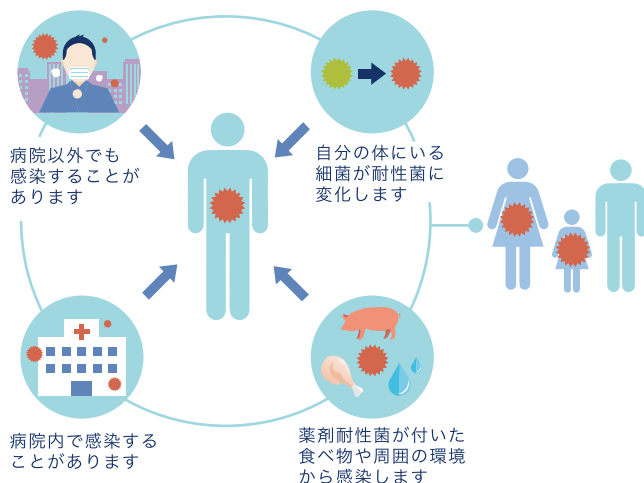 病院以外でも
感染することが
あります
自分の体にいる
細菌が耐性菌に
変化します
病院内で感染する
ことがあります
薬剤耐性菌が付いた
食べ物や周囲の環境
から感染します